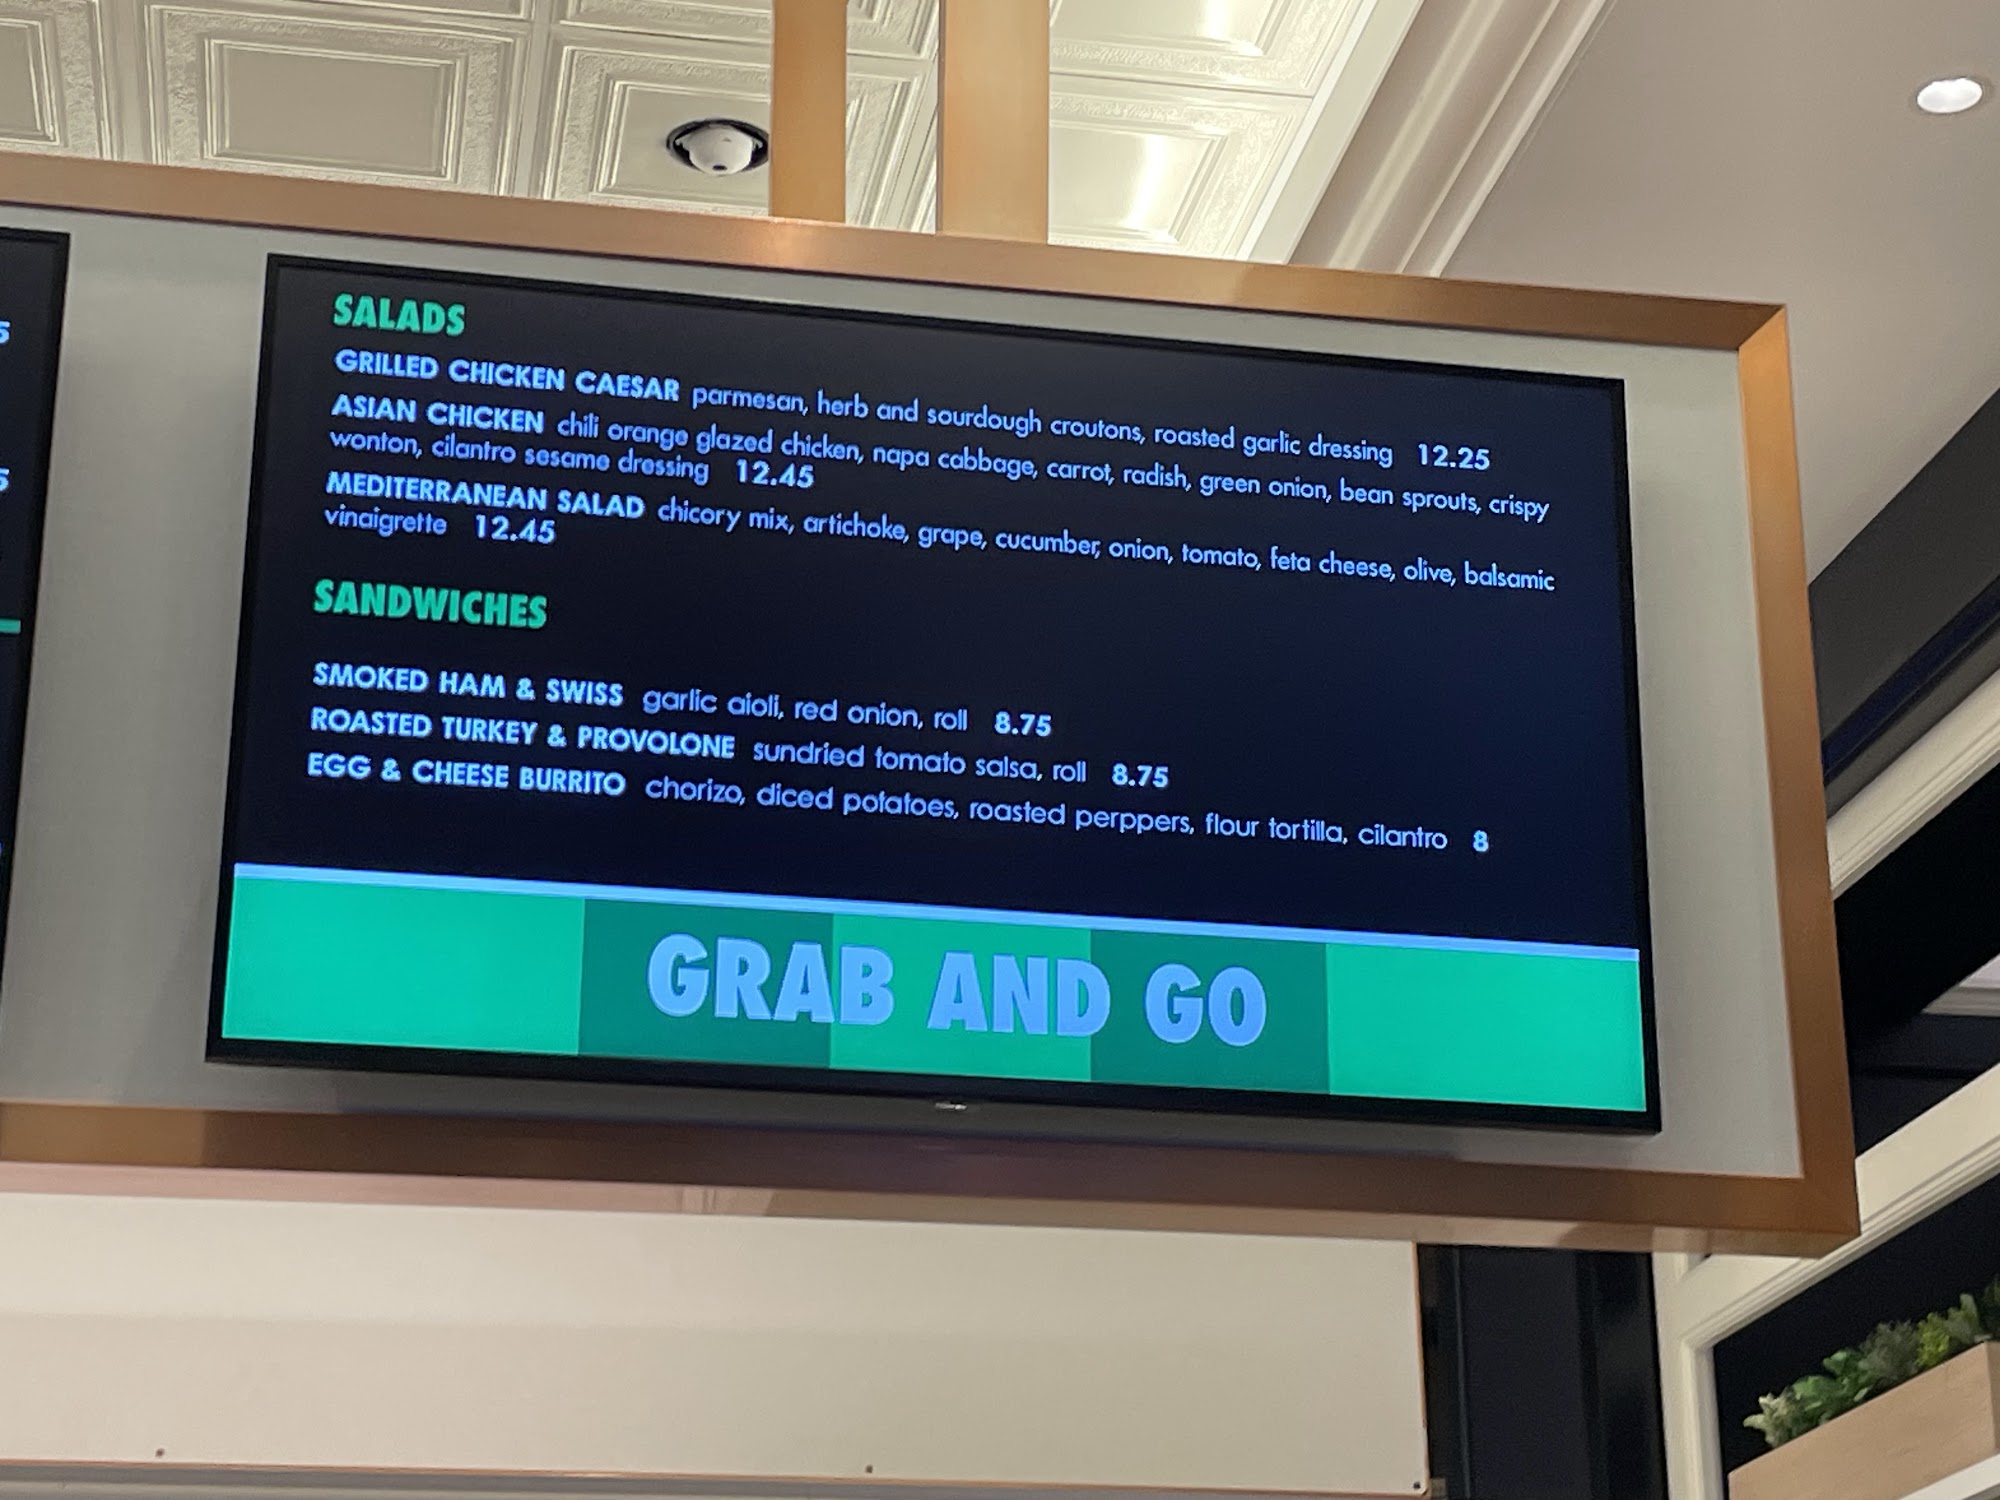 SALADS
GRILLED CHICKEN CAESAR parmesan, herb and sourdough croutons, roasted garlic dressing 12.25
ASIAN CHICKEN chili orange glazed chicken, napa cabbage, carrot, radish, green onion, bean sprouts, crispy
wonton, cilantro sesame dressing 12.45
MEDITERRANEAN SALAD chicory mix, artichoke, grape, cucumber, onion, tomato, feta cheese, olive, balsamic
vinaigrette 12.45
SANDWICHES
SMOKED HAM & SWISS garlic aioli, red onion, roll 8.75
ROASTED TURKEY & PROVOLONE sundried tomato salsa, roll 8.75
EGG & CHEESE BURRITO chorizo, diced potatoes, roasted perppers, flour tortilla, cilantro 8
GRAB AND GO
5
5